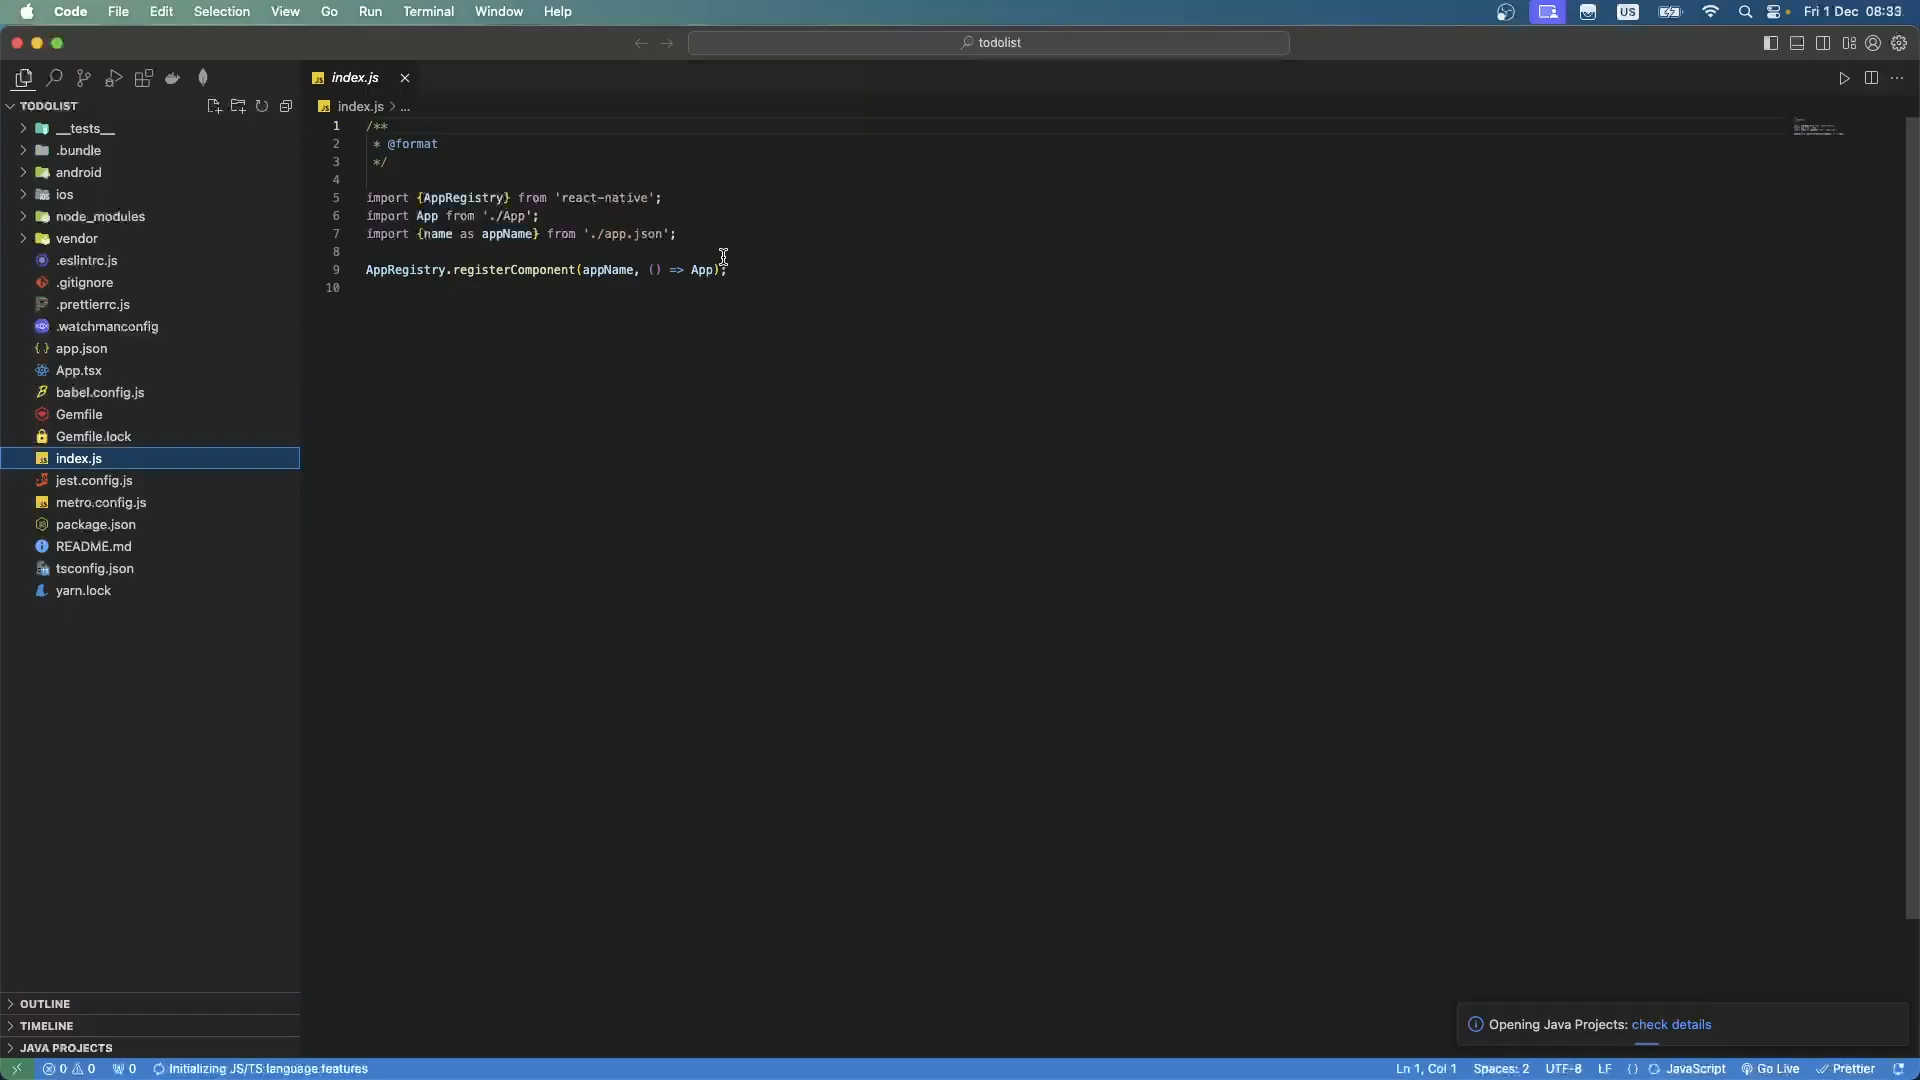 Code File Edit Selection View Go Run Terminal Window Help
US Fri 1 Dec 08:33
todolist
index.js
TODOLIST
index.js > ...
__tests__
.bundle
android
ios
node_modules
vendor
.eslintrc.js
.gitignore
.prettierrc.js
.watchmanconfig
app.json
App.tsx
babel.config.js
Gemfile
Gemfile.lock
index.js
jest.config.js
metro.config.js
package.json
README.md
tsconfig.json
yarn.lock
1 /**
2 * @format
3 */
4
5 import {AppRegistry} from 'react-native';
6 import App from './App';
7 import {name as appName} from './app.json';
8
9 AppRegistry.registerComponent(appName, () => App);
10
OUTLINE
TIMELINE
JAVA PROJECTS
Opening Java Projects: check details
0 0 0 Initializing JS/TS language features
Ln 1, Col 1 Spaces: 2 UTF-8 LF {} JavaScript Go Live Prettier